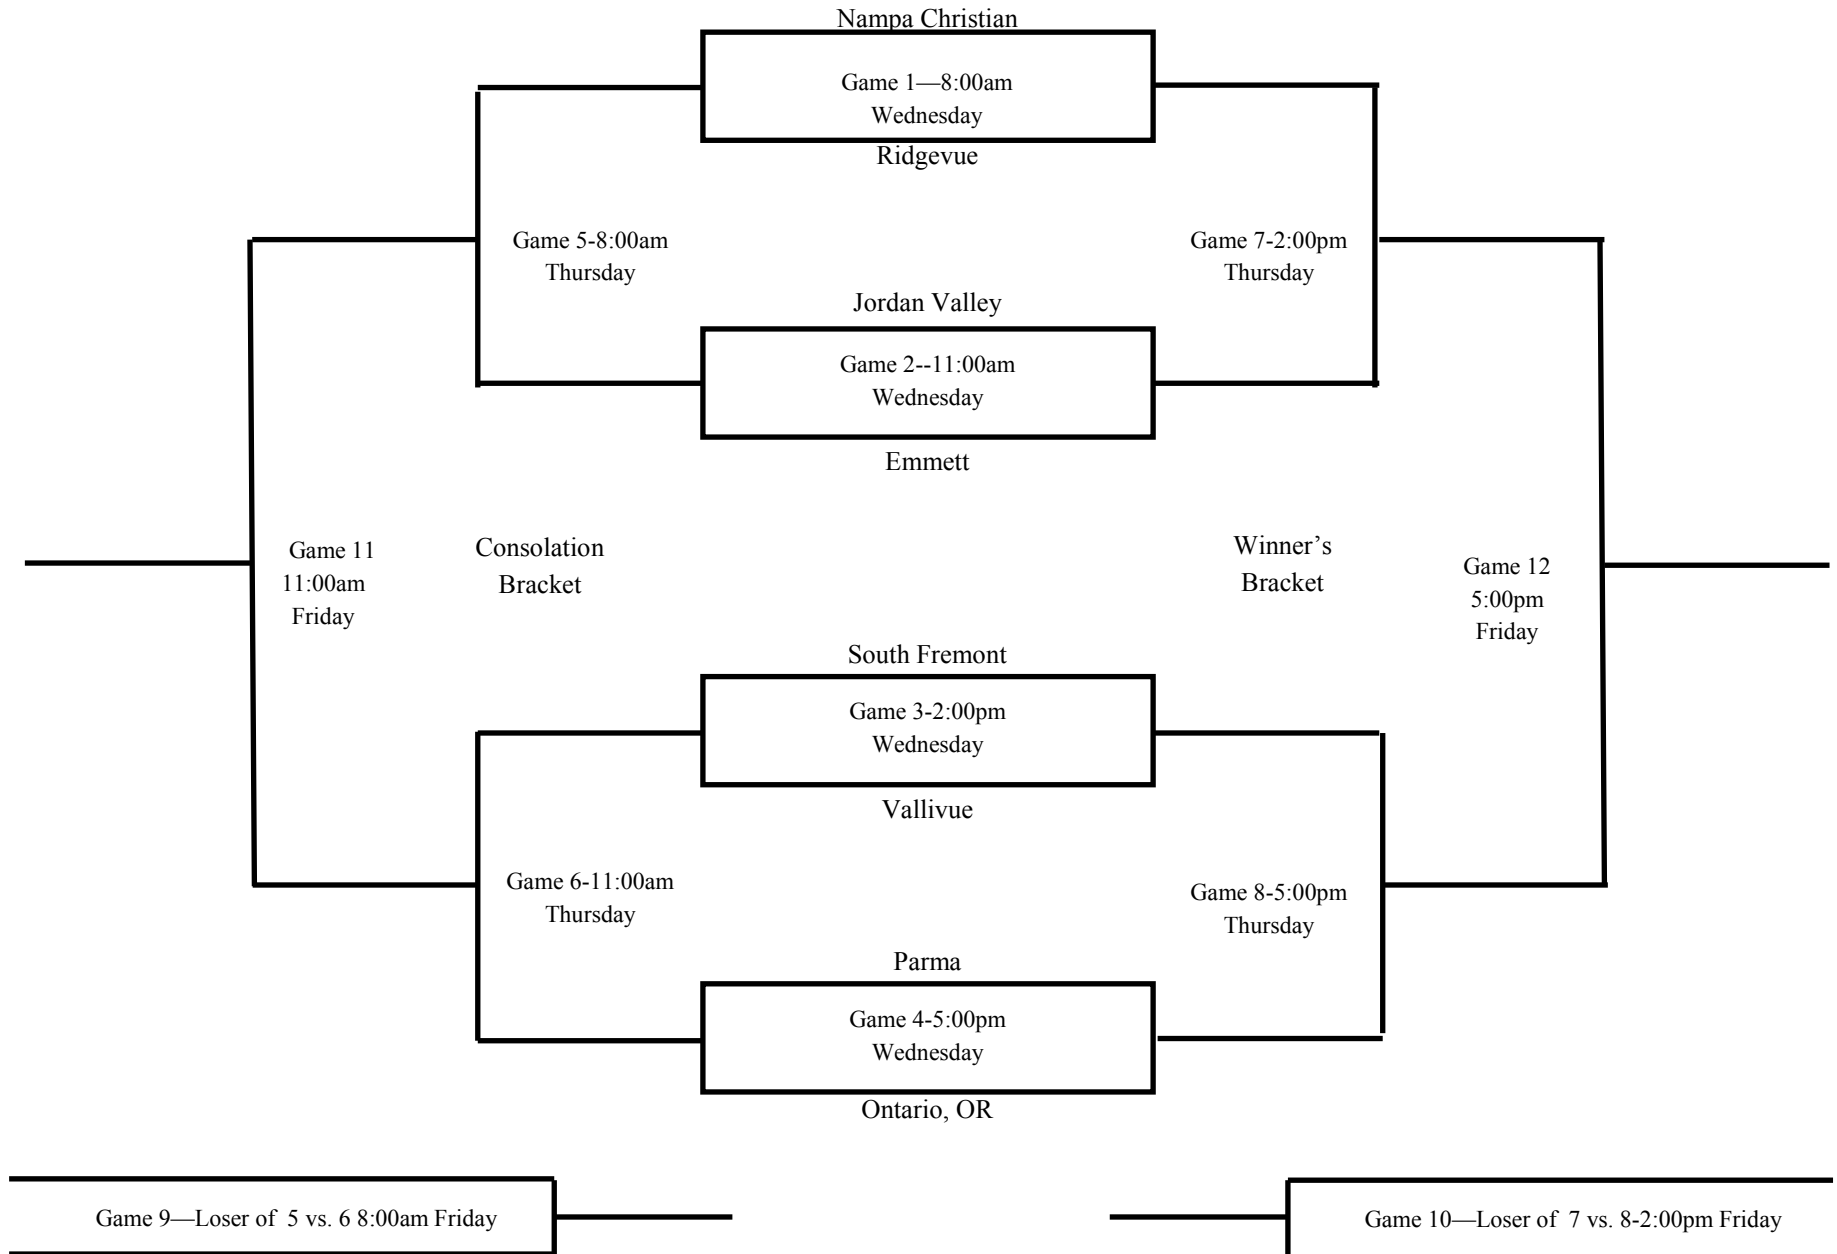 Nampa Christian
Game 1—8:00am
Wednesday
Ridgevue
Game 5-8:00am
Thursday
Game 7-2:00pm
Thursday
Jordan Valley
Game 2--11:00am
Wednesday
Emmett
Game 11
11:00am
Friday
Consolation
Bracket
Winner’s
Bracket
Game 12
5:00pm
Friday
South Fremont
Game 3-2:00pm
Wednesday
Vallivue
Game 6-11:00am
Thursday
Game 8-5:00pm
Thursday
Parma
Game 4-5:00pm
Wednesday
Ontario, OR
Game 9—Loser of 5 vs. 6 8:00am Friday
Game 10—Loser of 7 vs. 8-2:00pm Friday